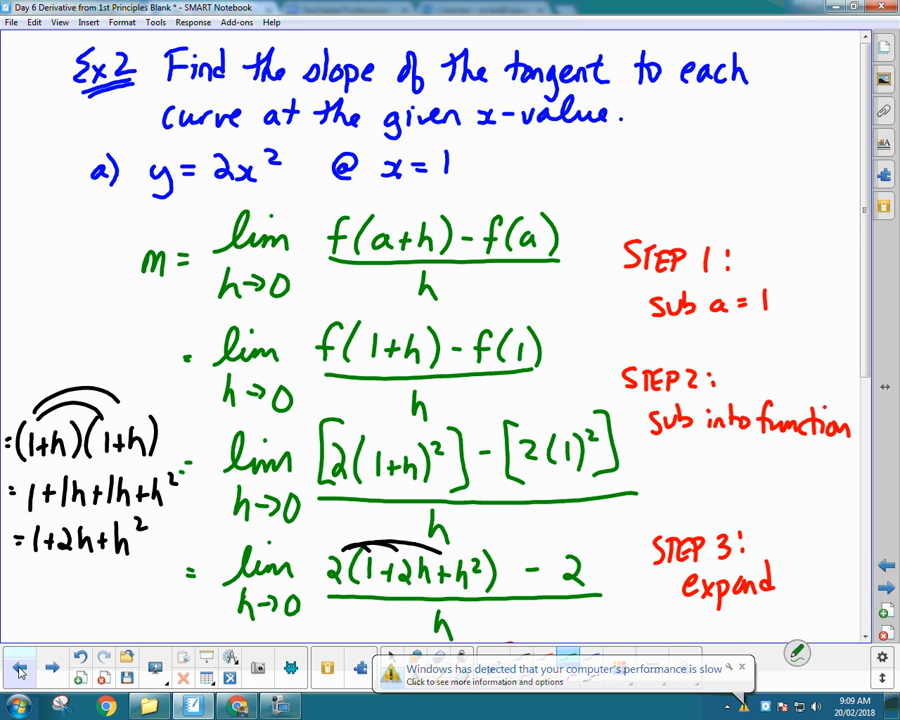 Day 6 Derivative from 1st Principles Blank * - SMART Notebook
File Edit View Insert Format Tools Response Add-ons Help
Ex2 Find the slope of the tangent to each
curve at the given x-value.
a) y = 2x² @ x = 1
m = lim h→0 f(a+h) - f(a) / h
STEP 1:
sub a = 1
= lim h→0 f(1+h) - f(1) / h
STEP 2:
sub into function
= lim h→0 [2(1+h)²] - [2(1)²] / h
=(1+h)(1+h)
= 1+1h+1h+h²
= 1+2h+h²
STEP 3:
expand
= lim h→0 2(1+2h+h²) - 2 / h
Windows has detected that your computer's performance is slow
Click to see more information and options
9:09 AM
20/02/2018